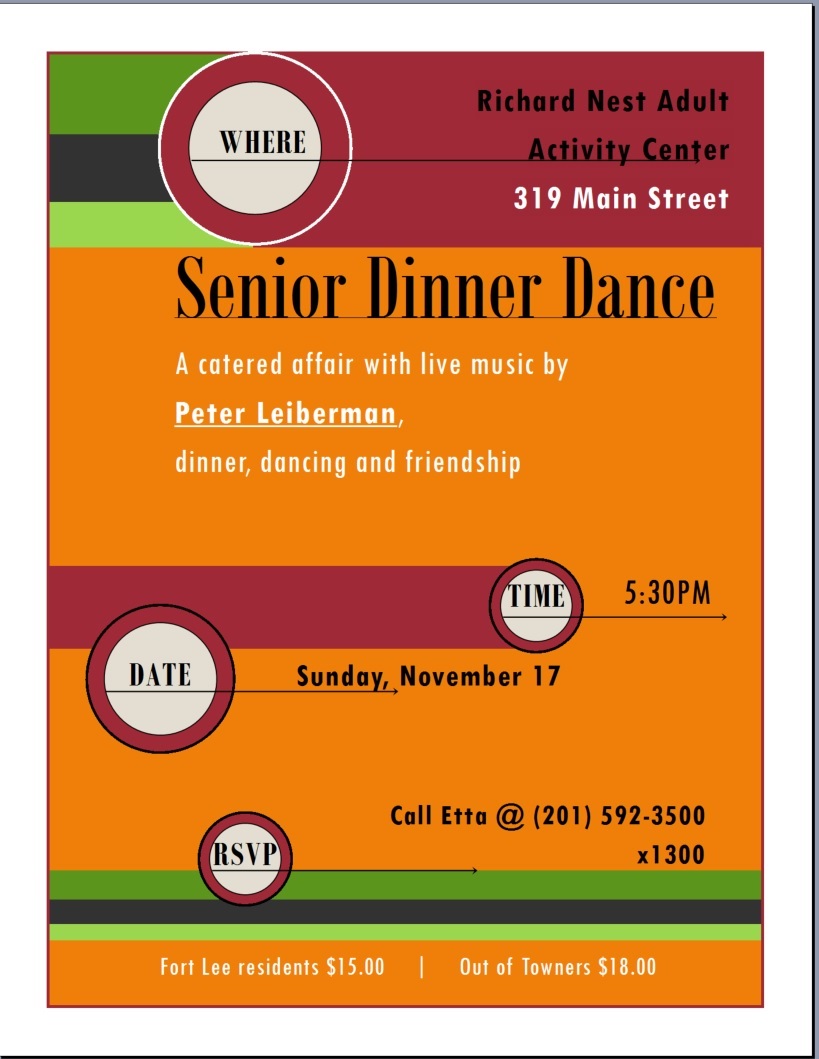 WHERE
Richard Nest Adult
Activity Center
319 Main Street
Senior Dinner Dance
A catered affair with live music by
Peter Leiberman,
dinner, dancing and friendship
TIME
5:30PM
DATE
Sunday, November 17
RSVP
Call Etta @ (201) 592-3500
x1300
Fort Lee residents $15.00 | Out of Towners $18.00